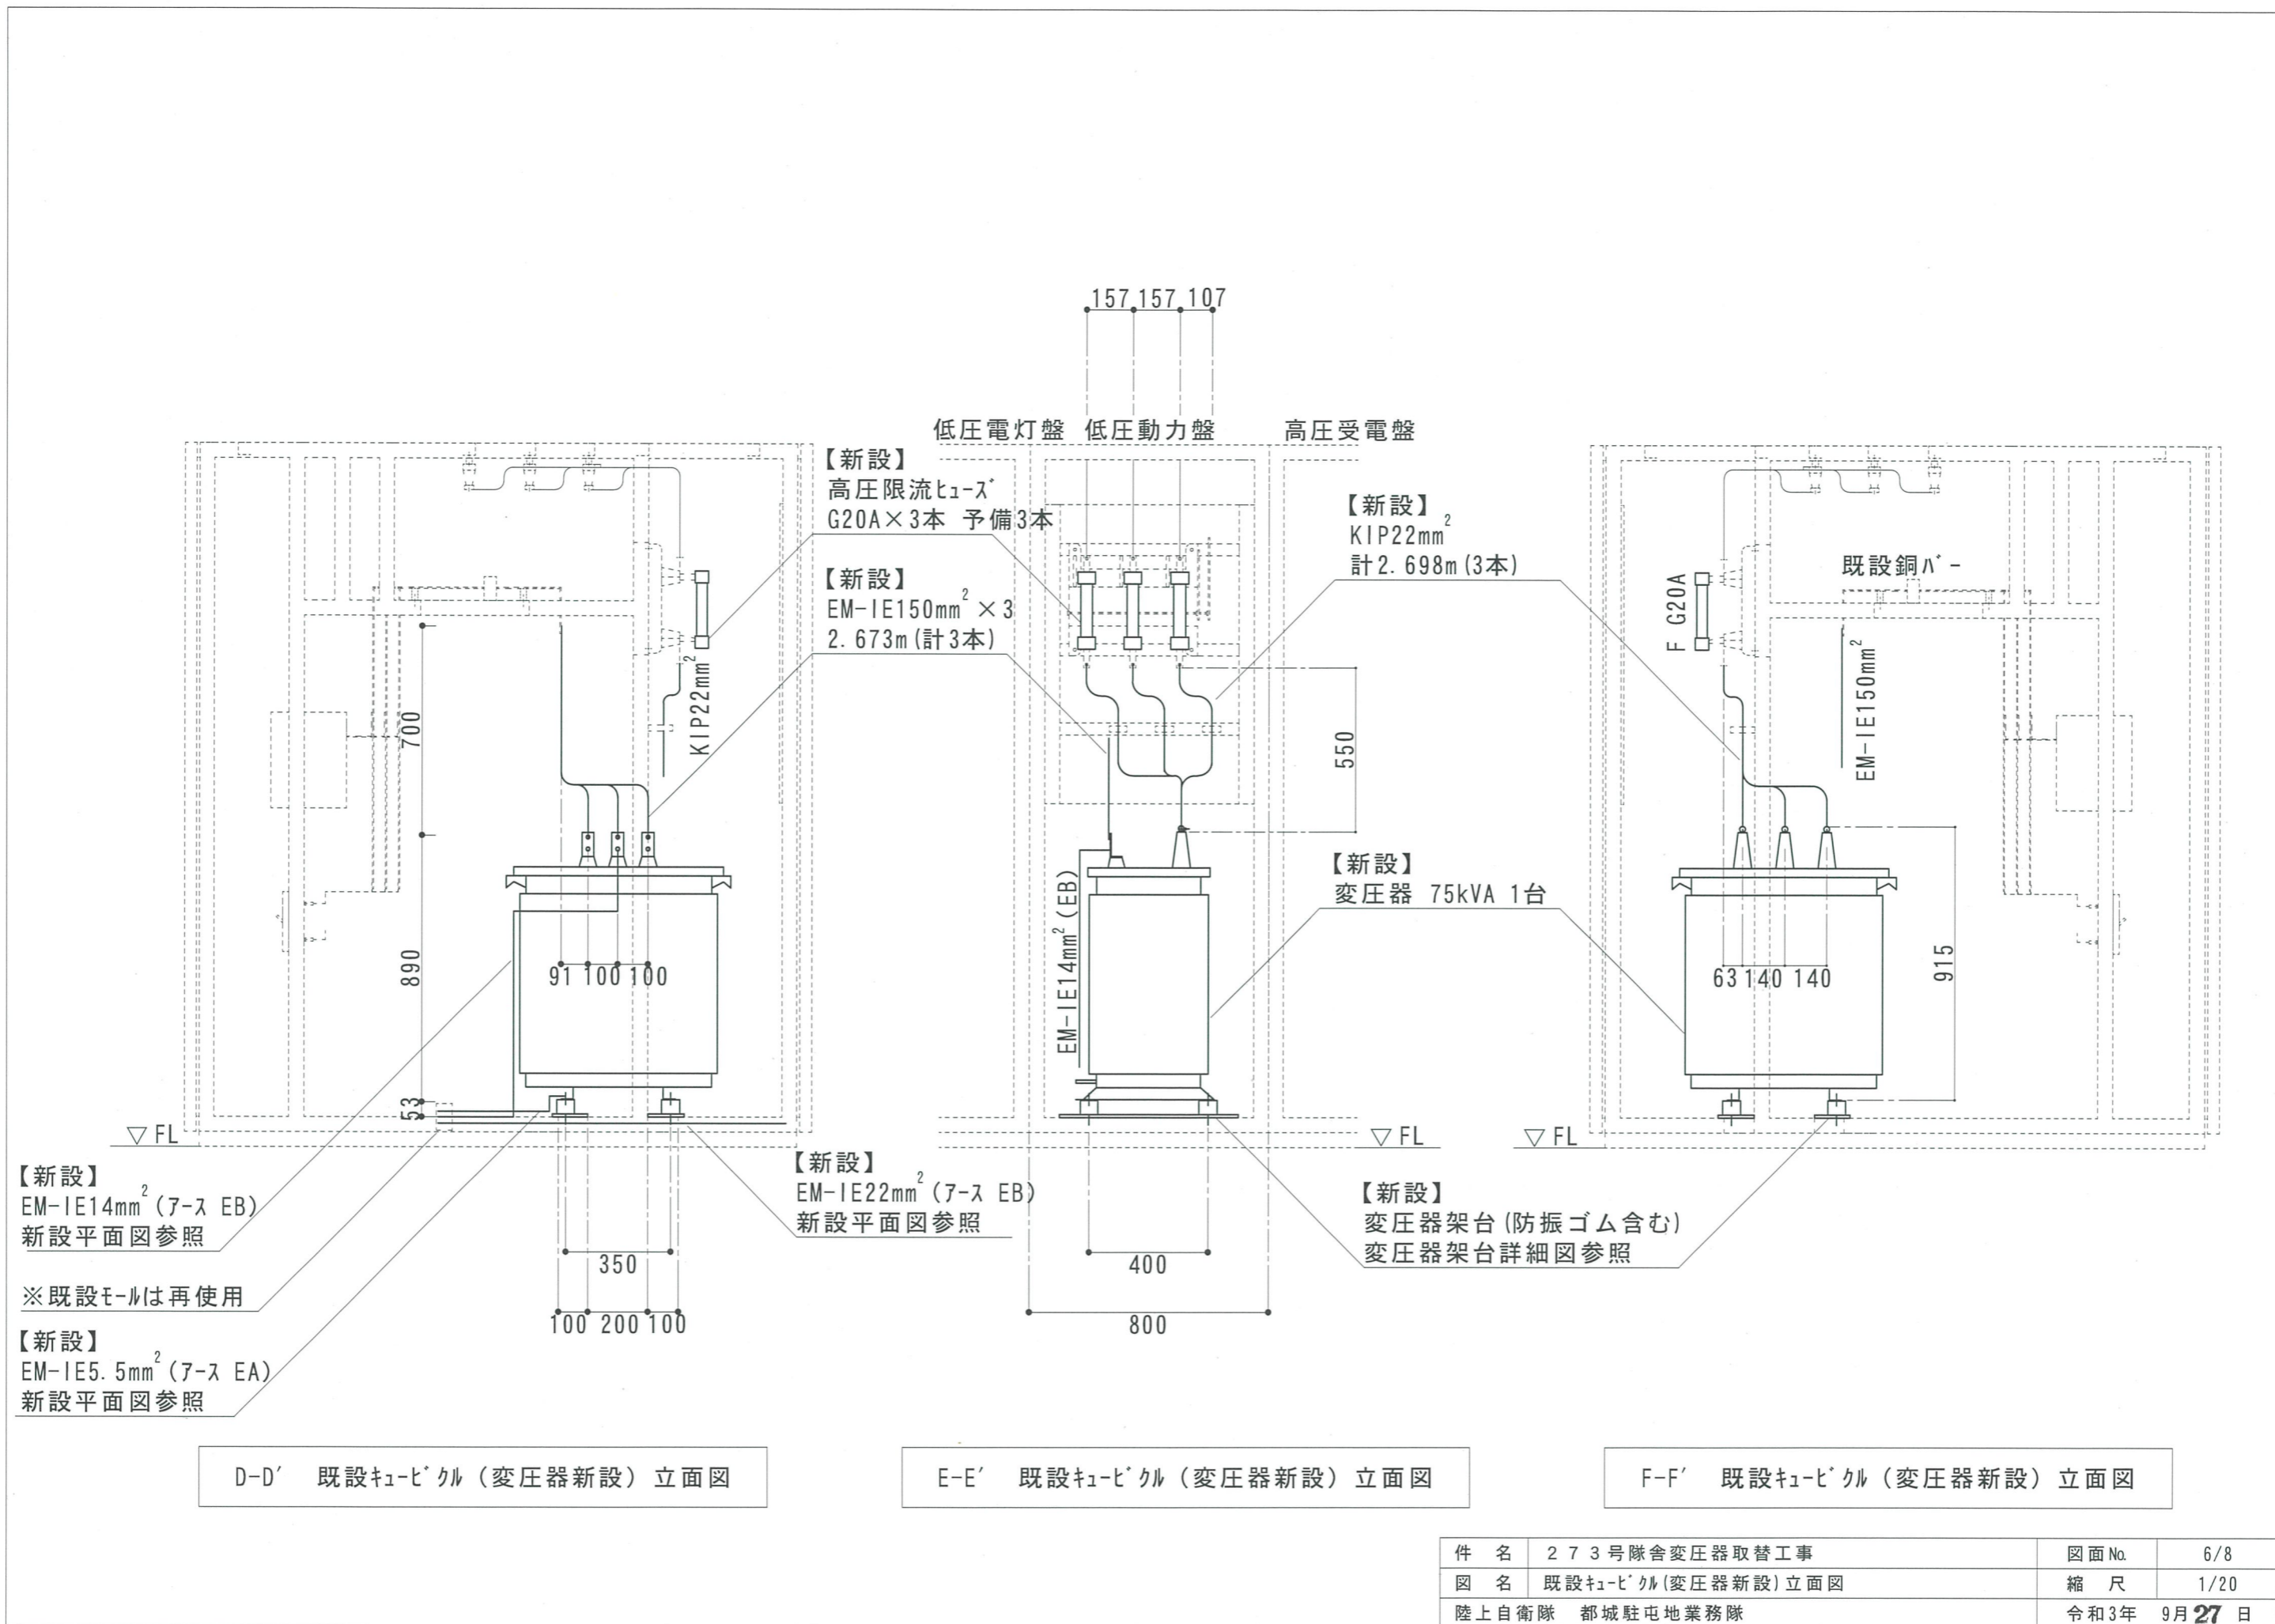 157 157 107
低圧電灯盤 低圧動力盤 高圧受電盤
【新設】
高圧限流ﾋｭｰｽﾞ
G20A×3本 予備3本
【新設】
EM-IE150mm²×3
2.673m(計3本)
【新設】
KIP22mm²
計2.698m(3本)
既設銅ﾊﾞｰ
F G20A
EM-IE150mm²
KIP22mm²
700
550
【新設】
変圧器 75kVA 1台
EM-IE14mm²(EB)
890
91 100 100
63 140 140
915
53
▽FL
▽FL
▽FL
【新設】
EM-IE14mm²(ｱｰｽ EB)
新設平面図参照
【新設】
EM-IE22mm²(ｱｰｽ EB)
新設平面図参照
【新設】
変圧器架台(防振ゴム含む)
変圧器架台詳細図参照
350
400
※既設ﾓｰﾙは再使用
100 200 100
800
【新設】
EM-IE5.5mm²(ｱｰｽ EA)
新設平面図参照
D-D′ 既設ｷｭｰﾋﾞｸﾙ（変圧器新設）立面図
E-E′ 既設ｷｭｰﾋﾞｸﾙ（変圧器新設）立面図
F-F′ 既設ｷｭｰﾋﾞｸﾙ（変圧器新設）立面図
件 名 ２７３号隊舎変圧器取替工事 図面№ 6/8
図 名 既設ｷｭｰﾋﾞｸﾙ(変圧器新設)立面図 縮 尺 1/20
陸上自衛隊 都城駐屯地業務隊 令和3年 9月27日